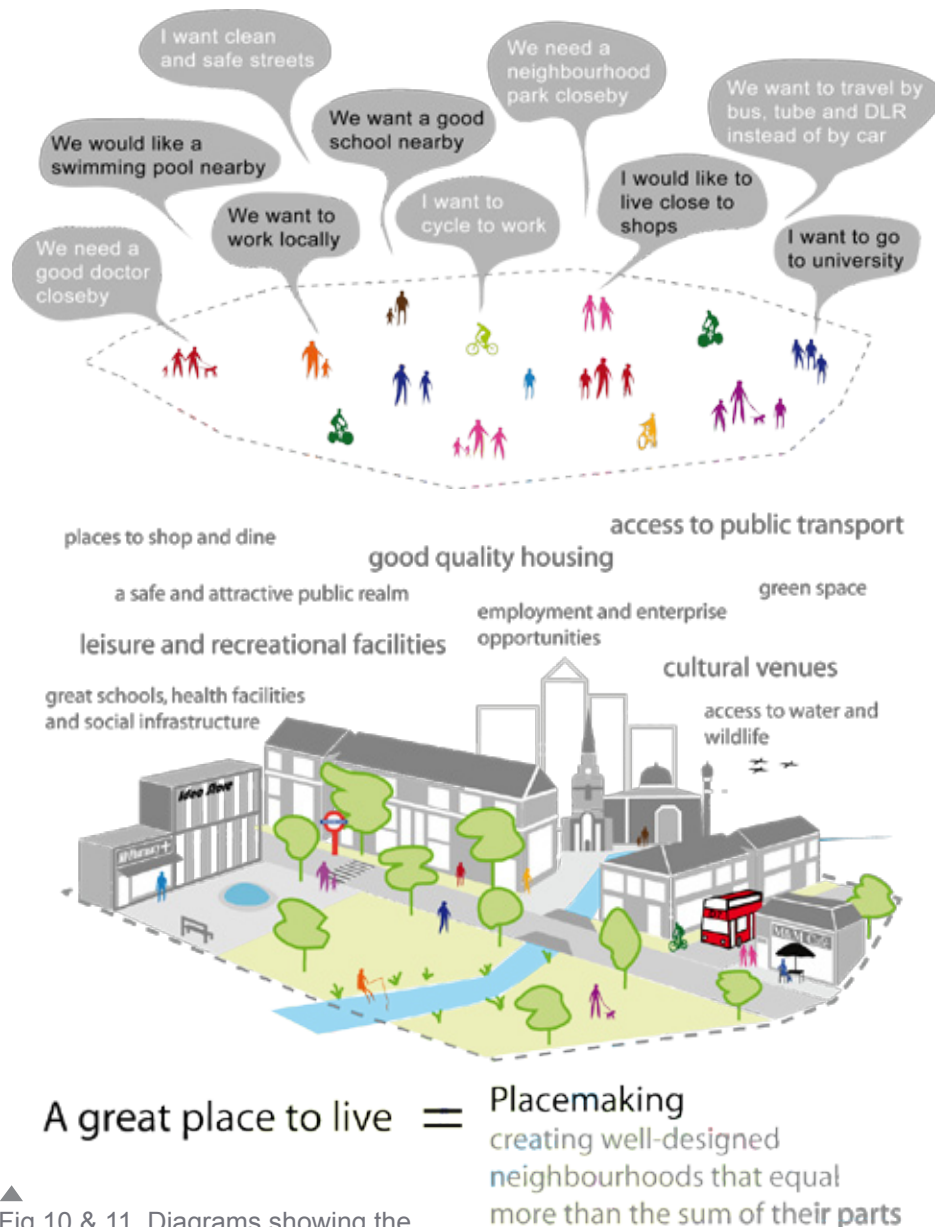 I want clean
and safe streets
We need a
neighbourhood
park closeby
We want to travel by
bus, tube and DLR
instead of by car
We want a good
school nearby
We would like a
swimming pool nearby
I would like to
live close to
shops
I want to
cycle to work
We want to
work locally
I want to go
to university
We need a
good doctor
closeby
access to public transport
places to shop and dine
good quality housing
green space
a safe and attractive public realm
employment and enterprise
opportunities
leisure and recreational facilities
cultural venues
great schools, health facilities
and social infrastructure
access to water and
wildlife
Idea Store
A great place to live = Placemaking
creating well-designed
neighbourhoods that equal
more than the sum of their parts
Fig 10 & 11. Diagrams showing the